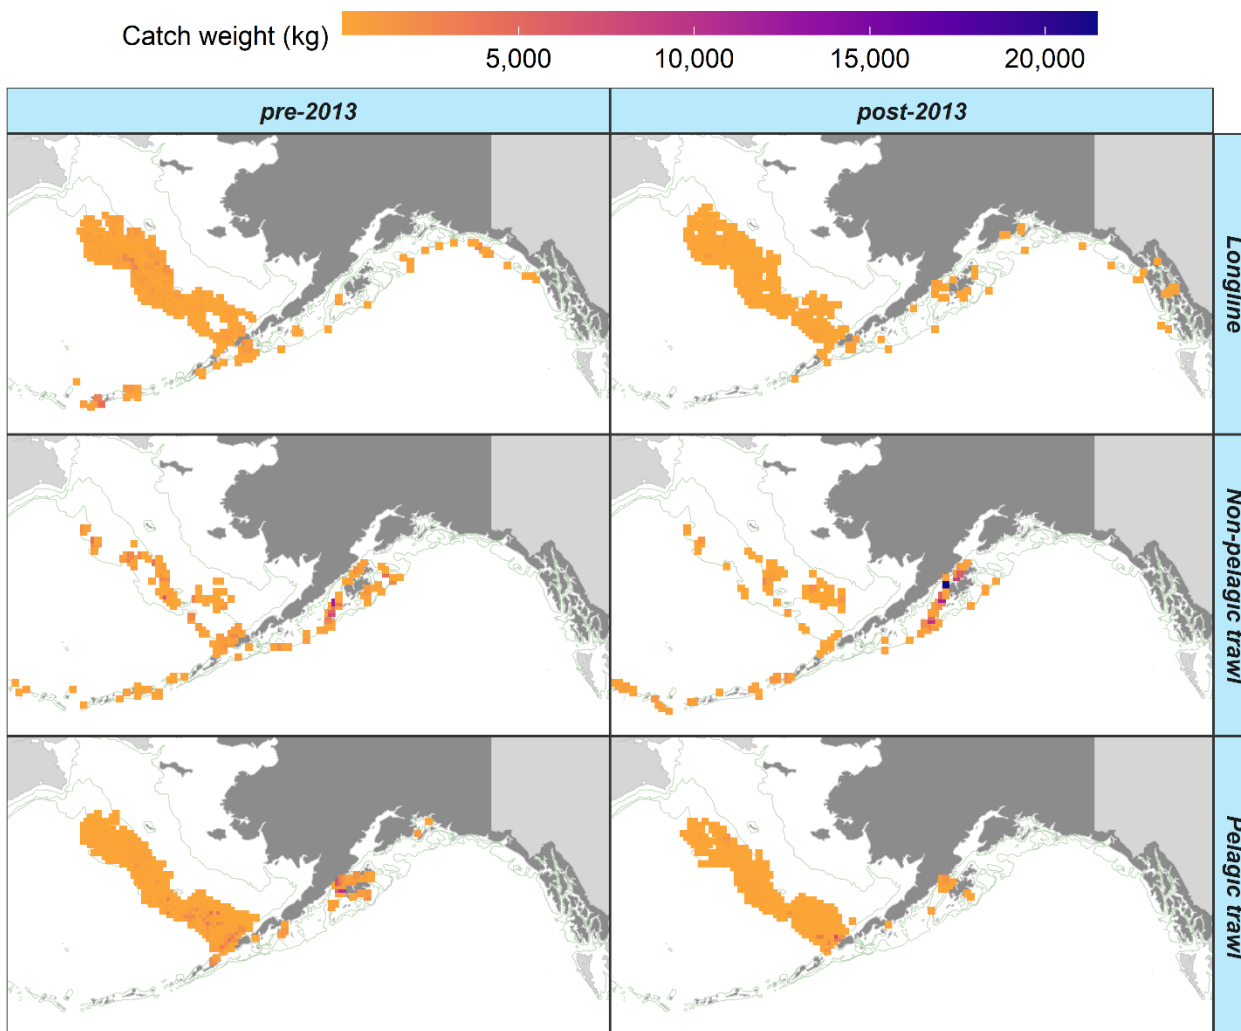 Catch weight (kg)
5,000 10,000 15,000 20,000
pre-2013 post-2013
Longline
Non-pelagic trawl
Pelagic trawl